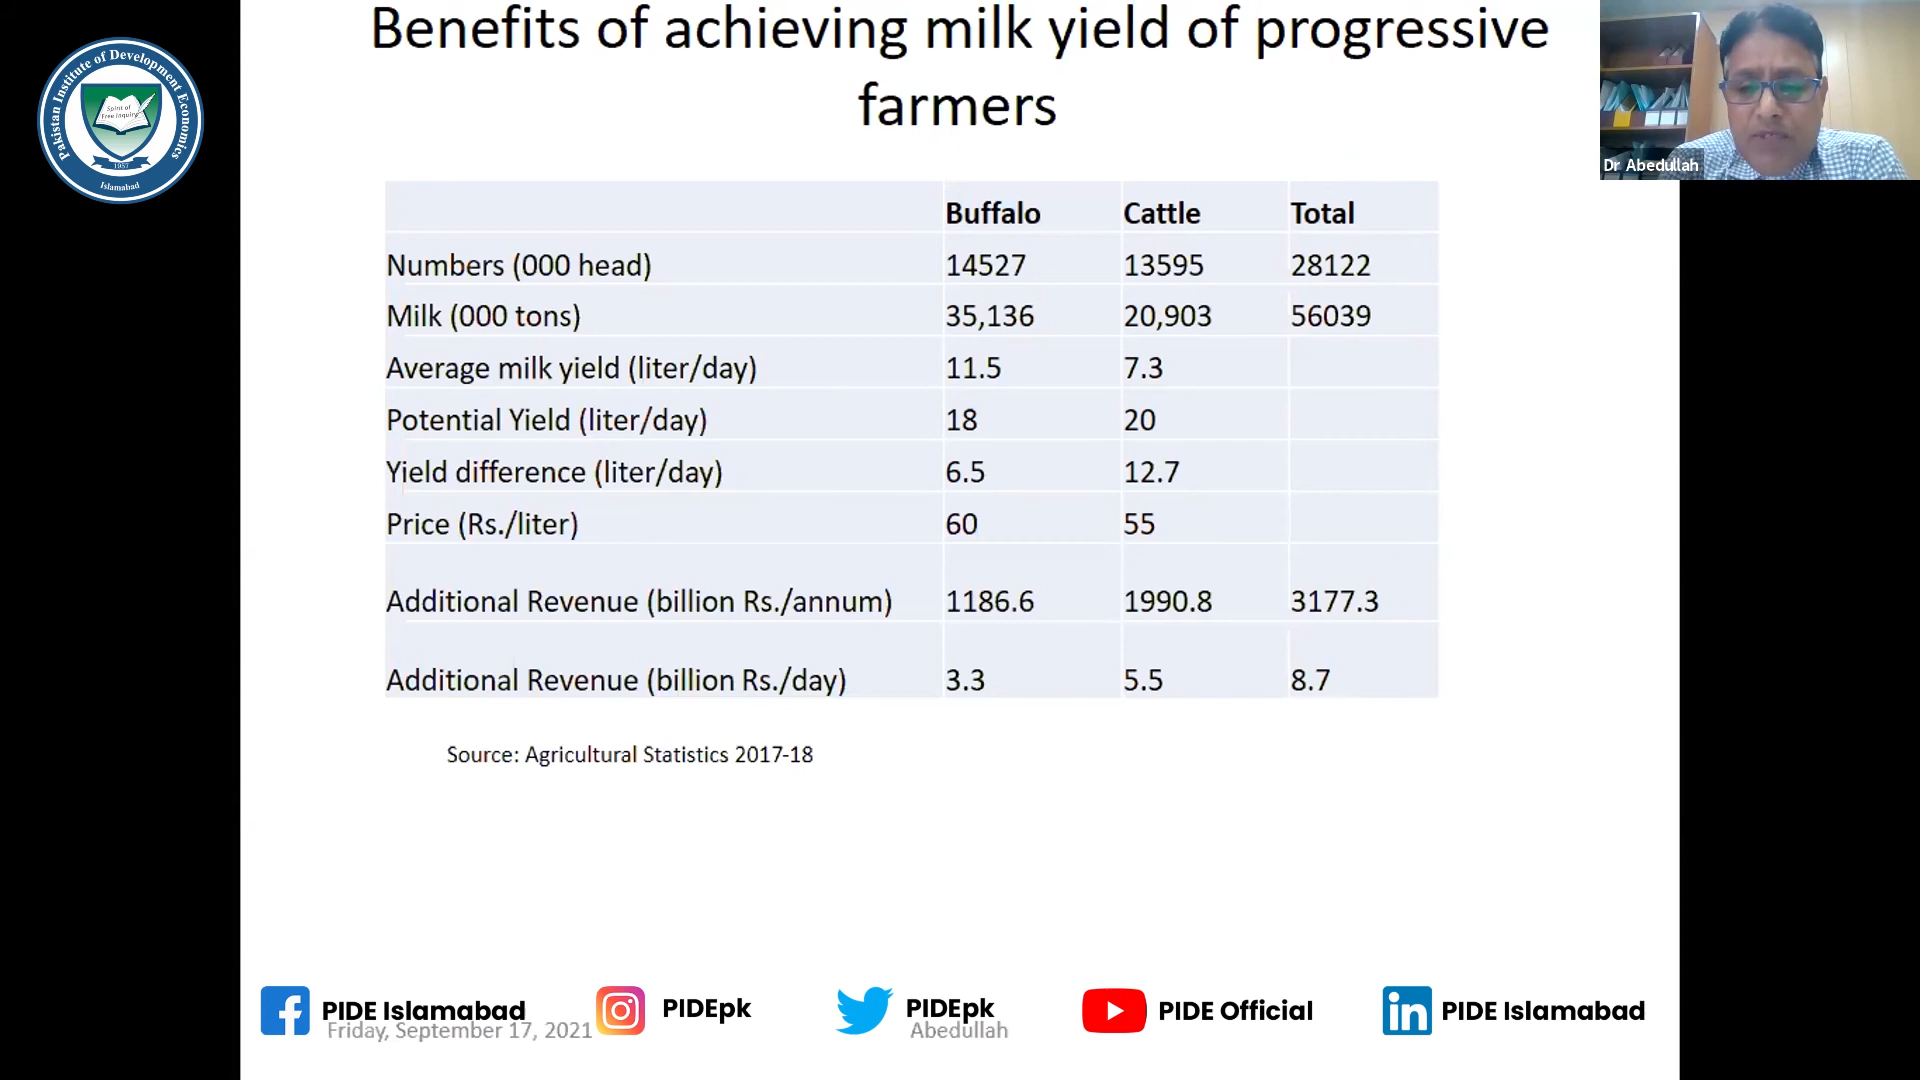 Benefits of achieving milk yield of progressive
farmers
Pakistan Institute of Development Economics
Spirit of
Free Inquiry
1957
Islamabad
Dr Abedullah
Buffalo Cattle Total
Numbers (000 head) 14527 13595 28122
Milk (000 tons) 35,136 20,903 56039
Average milk yield (liter/day) 11.5 7.3
Potential Yield (liter/day) 18 20
Yield difference (liter/day) 6.5 12.7
Price (Rs./liter) 60 55
Additional Revenue (billion Rs./annum) 1186.6 1990.8 3177.3
Additional Revenue (billion Rs./day) 3.3 5.5 8.7
Source: Agricultural Statistics 2017-18
PIDE Islamabad PIDEpk PIDEpk PIDE Official PIDE Islamabad
Friday, September 17, 2021 Abedullah